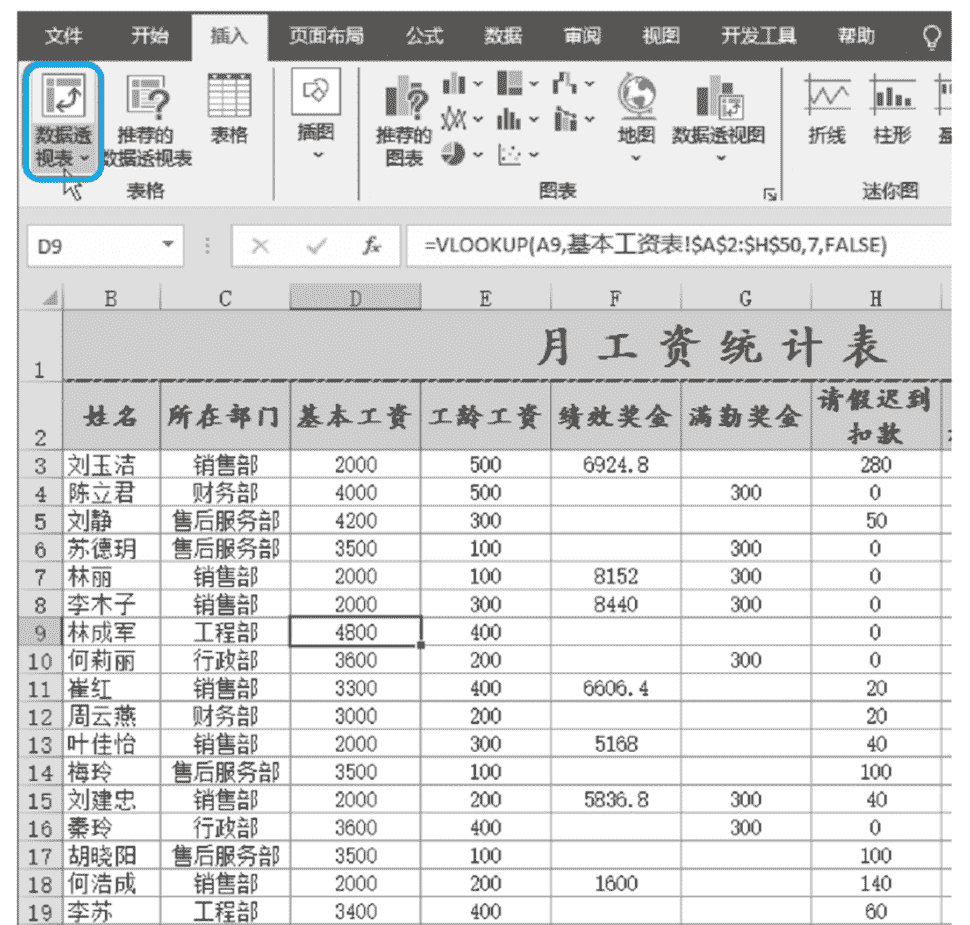 文件 开始 插入 页面布局 公式 数据 审阅 视图 开发工具 帮助
数据透视表 推荐的数据透视表 表格 插图 推荐的图表 地图 数据透视图 折线 柱形
表格 图表 迷你图
D9 fx =VLOOKUP(A9,基本工资表!$A$2:$H$50,7,FALSE)
B C D E F G H
1 月工资统计表
2 姓名 所在部门 基本工资 工龄工资 绩效奖金 满勤奖金 请假迟到扣款
3 刘玉洁 销售部 2000 500 6924.8 280
4 陈立君 财务部 4000 500 300 0
5 刘静 售后服务部 4200 300 50
6 苏德玥 售后服务部 3500 100 300 0
7 林丽 销售部 2000 100 8152 300 0
8 李木子 销售部 2000 300 8440 300 0
9 林成军 工程部 4800 400 0
10 何莉丽 行政部 3600 200 300 0
11 崔红 销售部 3300 400 6606.4 20
12 周云燕 财务部 3000 200 20
13 叶佳怡 销售部 2000 300 5168 40
14 梅玲 售后服务部 3500 100 100
15 刘建忠 销售部 2000 200 5836.8 300 40
16 秦玲 行政部 3600 400 300 0
17 胡晓阳 售后服务部 3500 100 100
18 何浩成 销售部 2000 200 1600 140
19 李苏 工程部 3400 400 60